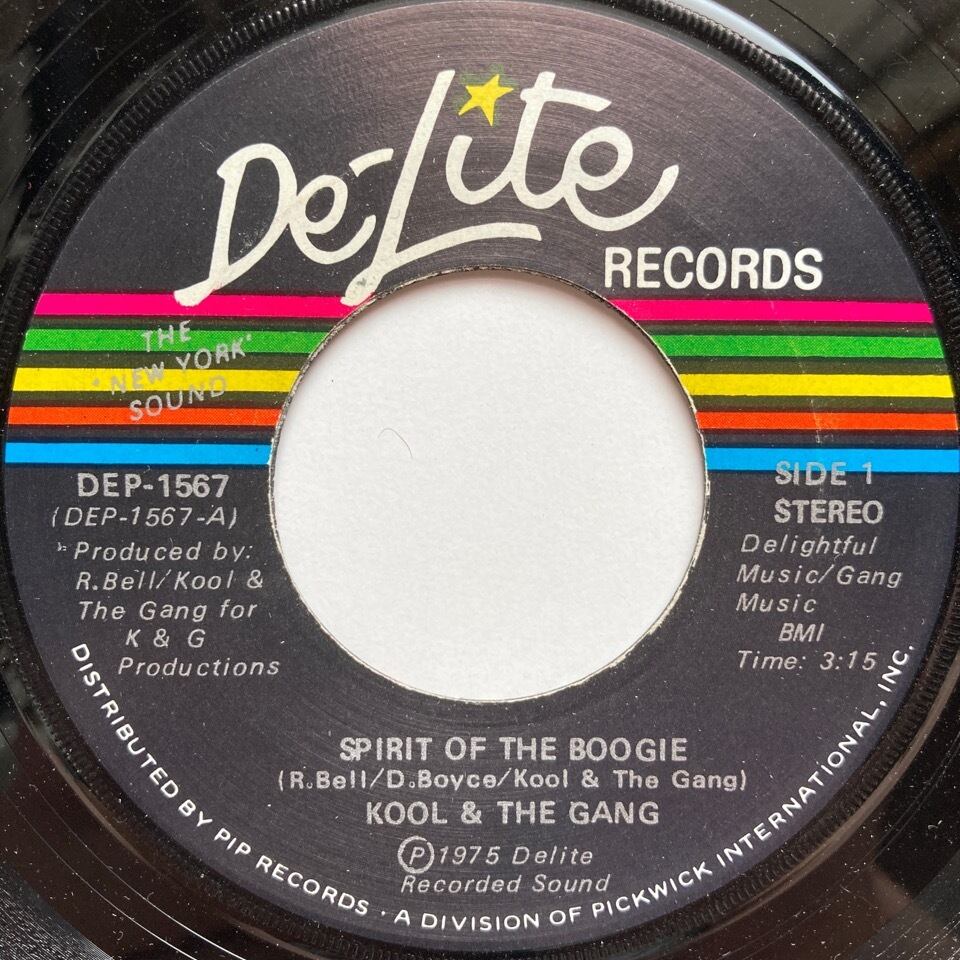 De-Lite
RECORDS
THE
'NEW YORK'
SOUND
DEP-1567
(DEP-1567-A)
Produced by:
R.Bell/Kool &
The Gang for
K & G
Productions
SIDE 1
STEREO
Delightful
Music/Gang
Music
BMI
Time: 3:15
SPIRIT OF THE BOOGIE
(R.Bell/D.Boyce/Kool & The Gang)
KOOL & THE GANG
Ⓟ1975 Delite
Recorded Sound
DISTRIBUTED BY PIP RECORDS · A DIVISION OF PICKWICK INTERNATIONAL, INC.